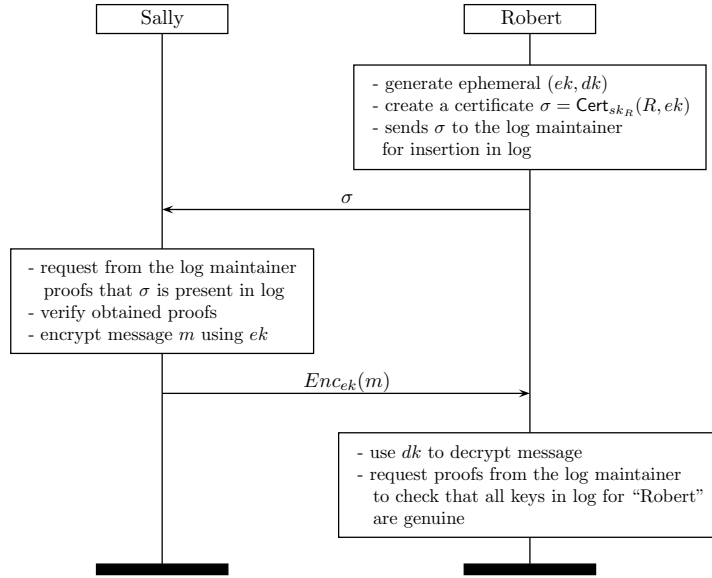 Sally
Robert
- generate ephemeral (ek, dk)
- create a certificate σ = Cert_{sk_R}(R, ek)
- sends σ to the log maintainer
for insertion in log
σ
- request from the log maintainer
proofs that σ is present in log
- verify obtained proofs
- encrypt message m using ek
Enc_{ek}(m)
- use dk to decrypt message
- request proofs from the log maintainer
to check that all keys in log for “Robert”
are genuine